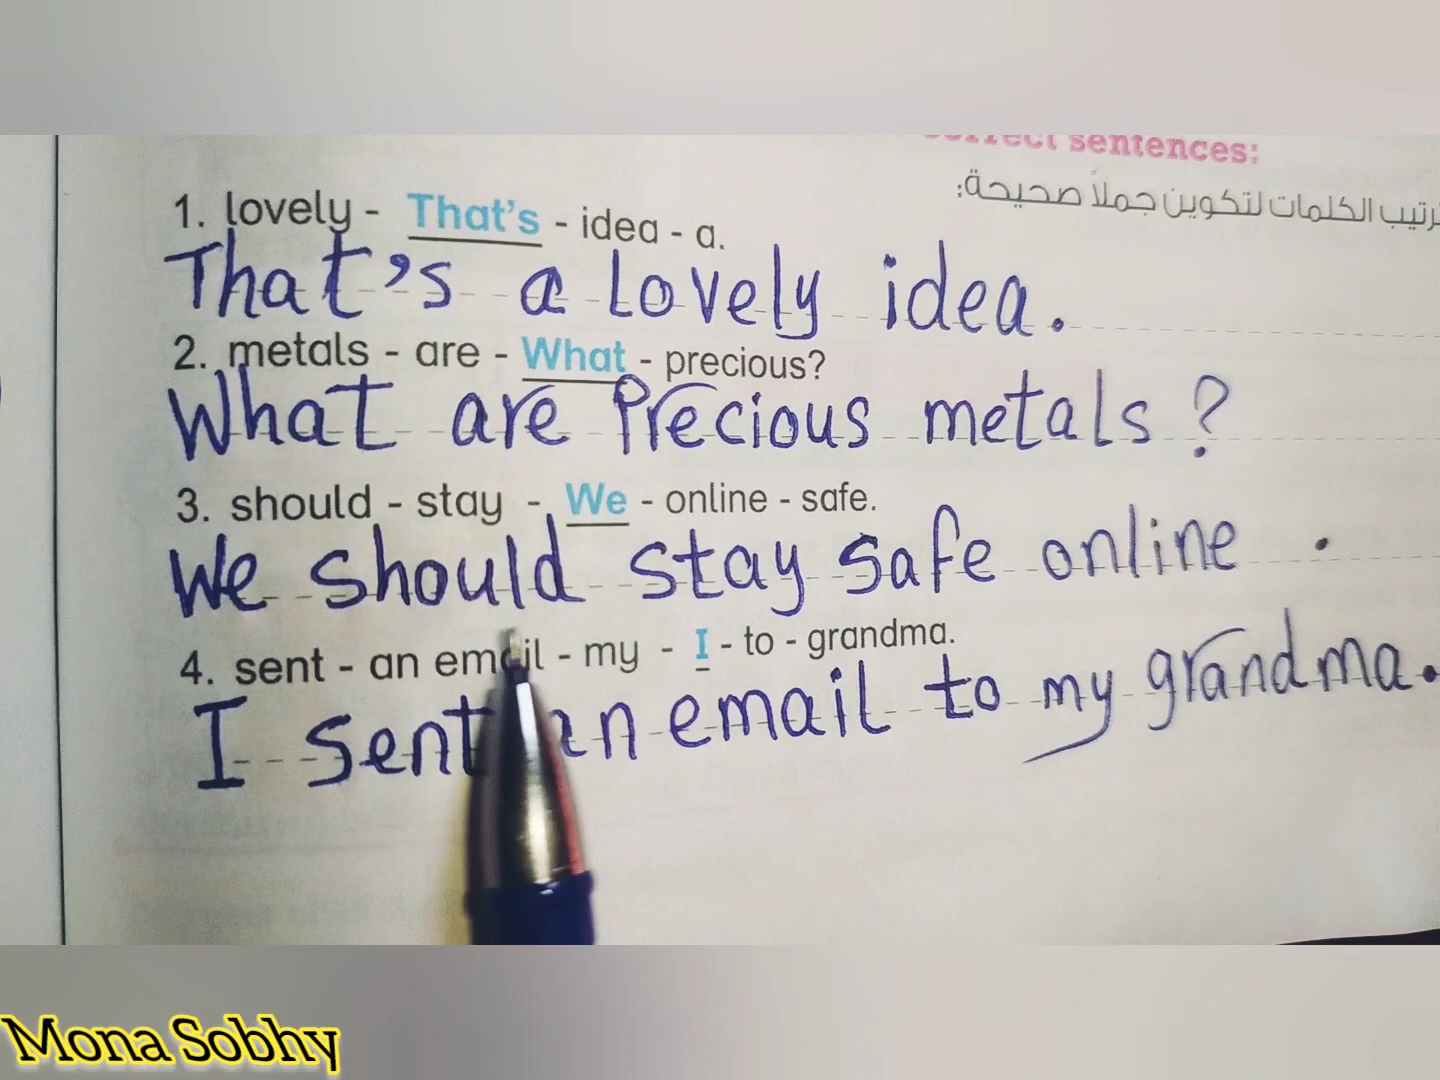 correct sentences:
ترتيب الكلمات لتكوين جملاً صحيحة:
1. lovely - That's - idea - a.
That's a lovely idea.
2. metals - are - What - precious?
What are Precious metals ?
3. should - stay - We - online - safe.
We should stay safe online .
4. sent - an email - my - I - to - grandma.
I sent an email to my grandma.
Mona Sobhy